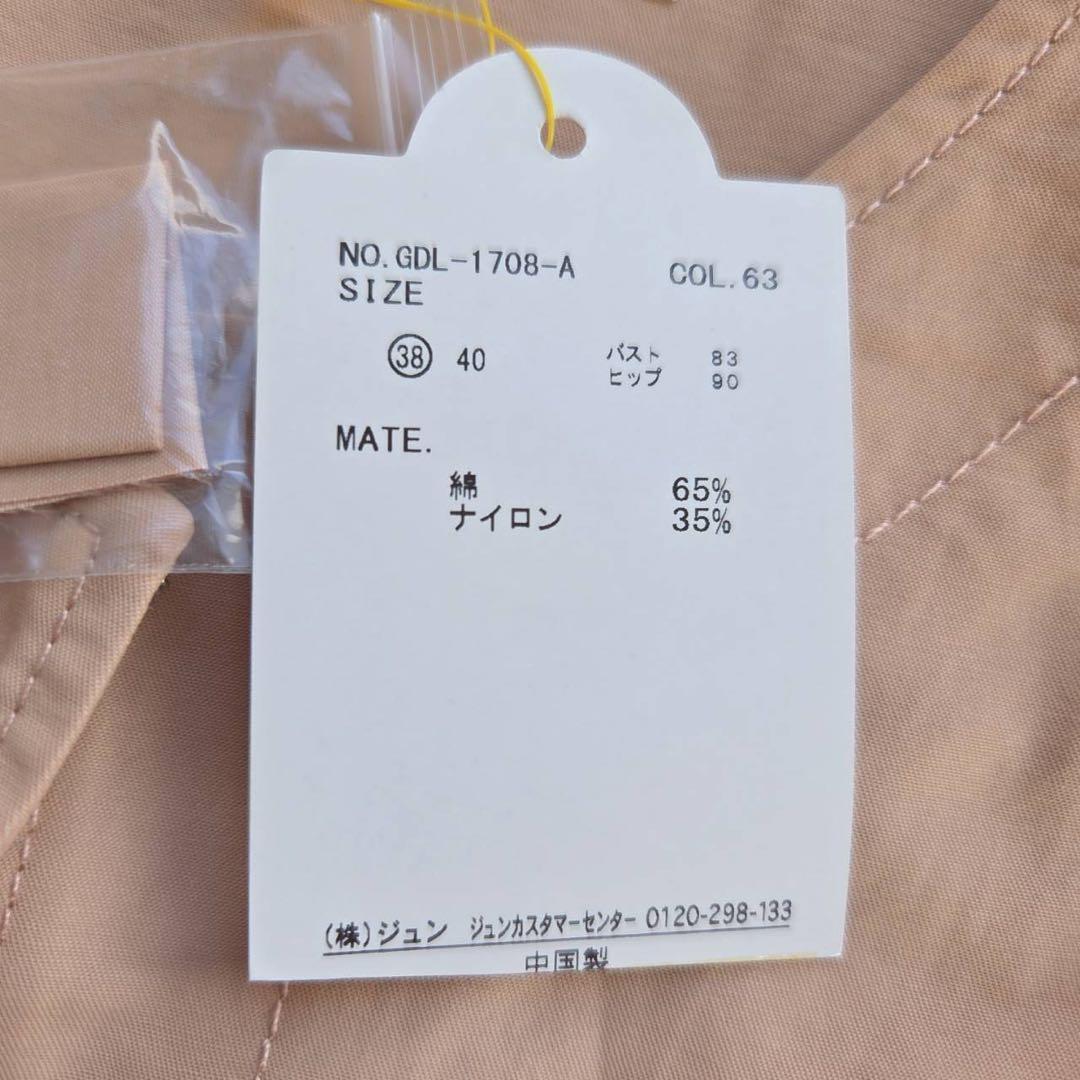 NO.GDL-1708-A COL.63
SIZE
㊳ 40 バスト 83
ヒップ 90
MATE.
綿 65%
ナイロン 35%
(株)ジュン ジュンカスタマーセンター 0120-298-133
中国製